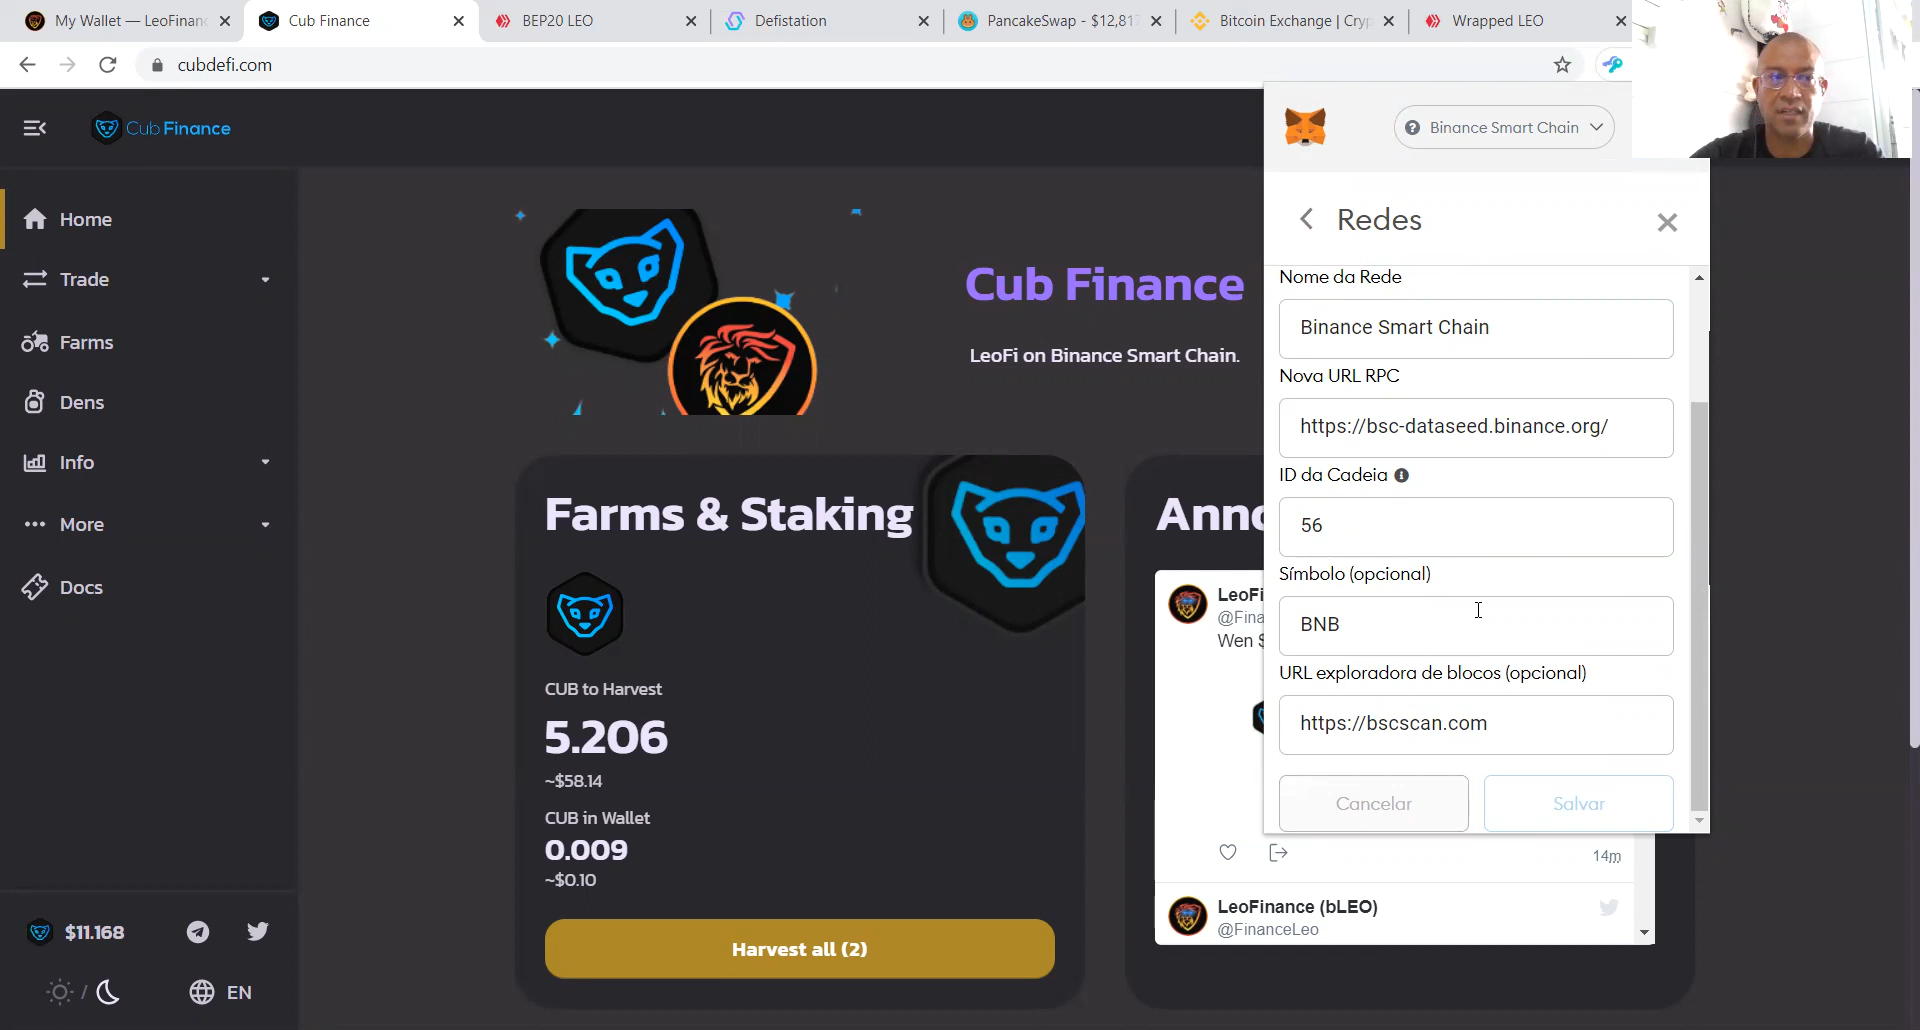 My Wallet — LeoFinanc
Cub Finance
BEP20 LEO
Defistation
PancakeSwap - $12,817
Bitcoin Exchange | Cryp
Wrapped LEO
cubdefi.com
Cub Finance
Binance Smart Chain
Home
Trade
Farms
Dens
Info
More
Docs
$11.168
EN
Cub Finance
LeoFi on Binance Smart Chain.
Farms & Staking
CUB to Harvest
5.206
~$58.14
CUB in Wallet
0.009
~$0.10
Harvest all (2)
Anno
LeoFi
@Fina
Wen $
14m
LeoFinance (bLEO)
@FinanceLeo
Redes
Nome da Rede
Binance Smart Chain
Nova URL RPC
https://bsc-dataseed.binance.org/
ID da Cadeia
56
Símbolo (opcional)
BNB
URL exploradora de blocos (opcional)
https://bscscan.com
Cancelar
Salvar